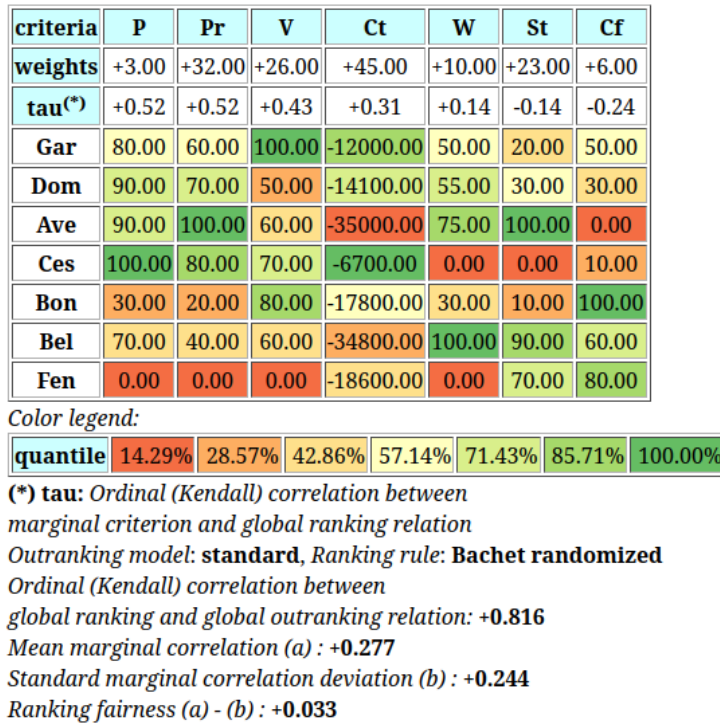 criteria P Pr V Ct W St Cf
weights +3.00 +32.00 +26.00 +45.00 +10.00 +23.00 +6.00
tau(*) +0.52 +0.52 +0.43 +0.31 +0.14 -0.14 -0.24
Gar 80.00 60.00 100.00 -12000.00 50.00 20.00 50.00
Dom 90.00 70.00 50.00 -14100.00 55.00 30.00 30.00
Ave 90.00 100.00 60.00 -35000.00 75.00 100.00 0.00
Ces 100.00 80.00 70.00 -6700.00 0.00 0.00 10.00
Bon 30.00 20.00 80.00 -17800.00 30.00 10.00 100.00
Bel 70.00 40.00 60.00 -34800.00 100.00 90.00 60.00
Fen 0.00 0.00 0.00 -18600.00 0.00 70.00 80.00
Color legend:
quantile 14.29% 28.57% 42.86% 57.14% 71.43% 85.71% 100.00%
(*) tau: Ordinal (Kendall) correlation between
marginal criterion and global ranking relation
Outranking model: standard, Ranking rule: Bachet randomized
Ordinal (Kendall) correlation between
global ranking and global outranking relation: +0.816
Mean marginal correlation (a) : +0.277
Standard marginal correlation deviation (b) : +0.244
Ranking fairness (a) - (b) : +0.033